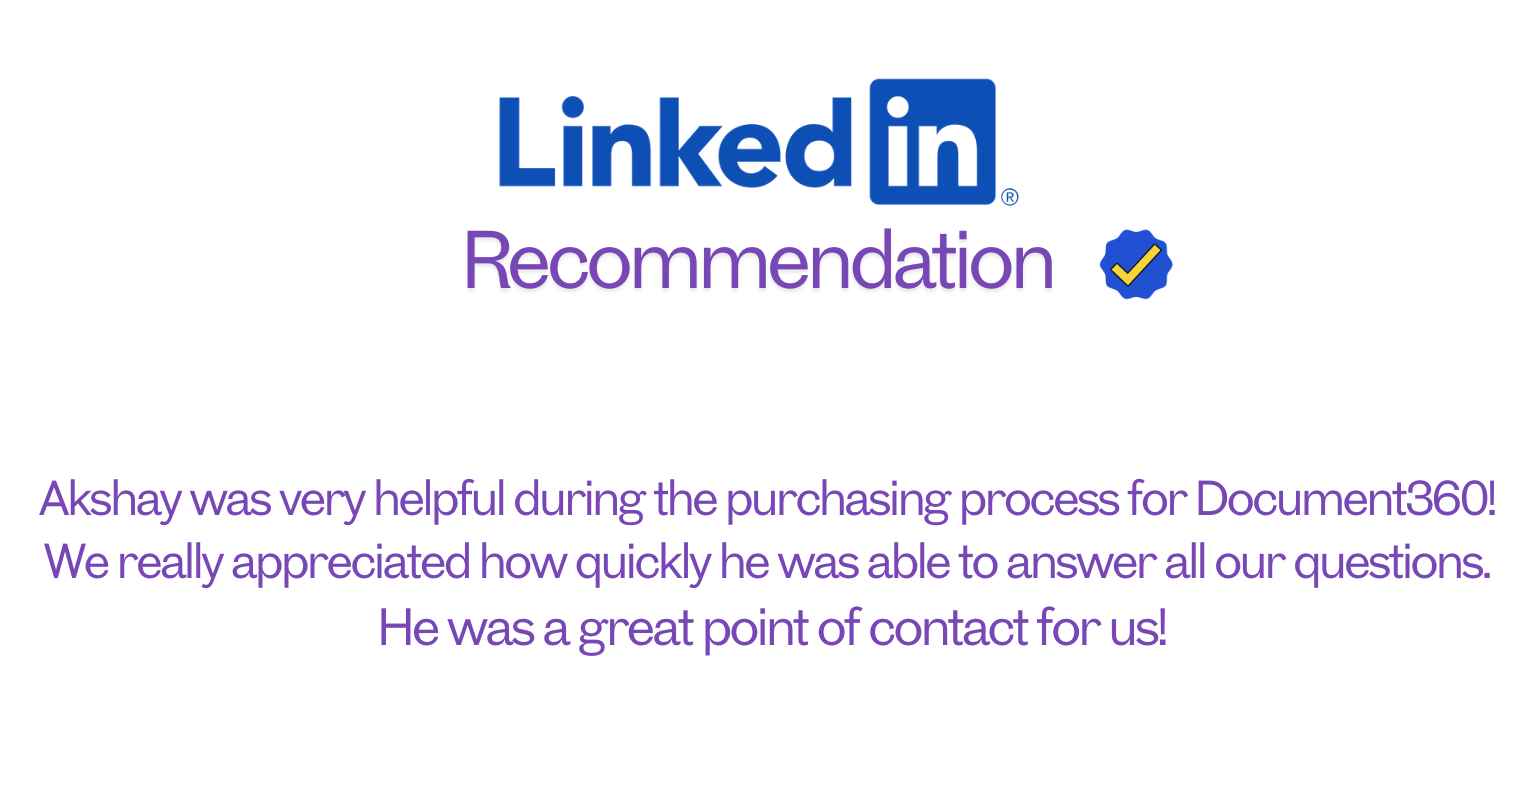 Linkedin®
Recommendation
Akshay was very helpful during the purchasing process for Document360!
We really appreciated how quickly he was able to answer all our questions.
He was a great point of contact for us!